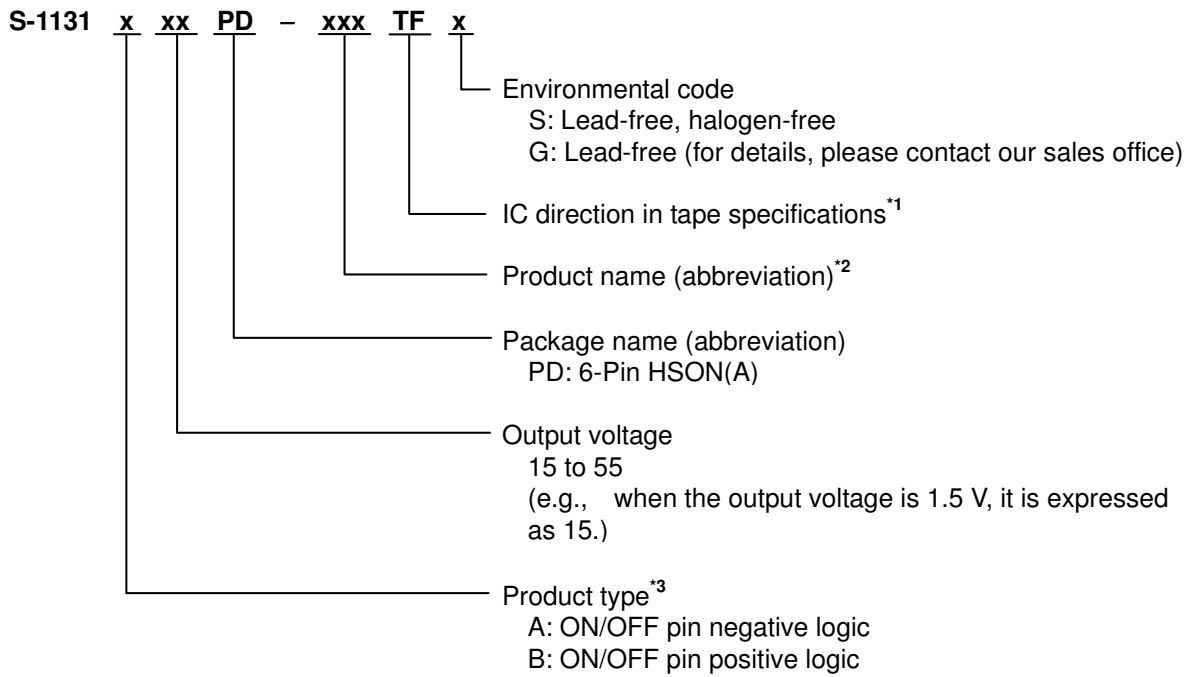 S-1131 x xx PD – xxx TF x
Environmental code
S: Lead-free, halogen-free
G: Lead-free (for details, please contact our sales office)
IC direction in tape specifications*1
Product name (abbreviation)*2
Package name (abbreviation)
PD: 6-Pin HSON(A)
Output voltage
15 to 55
(e.g., when the output voltage is 1.5 V, it is expressed
as 15.)
Product type*3
A: ON/OFF pin negative logic
B: ON/OFF pin positive logic